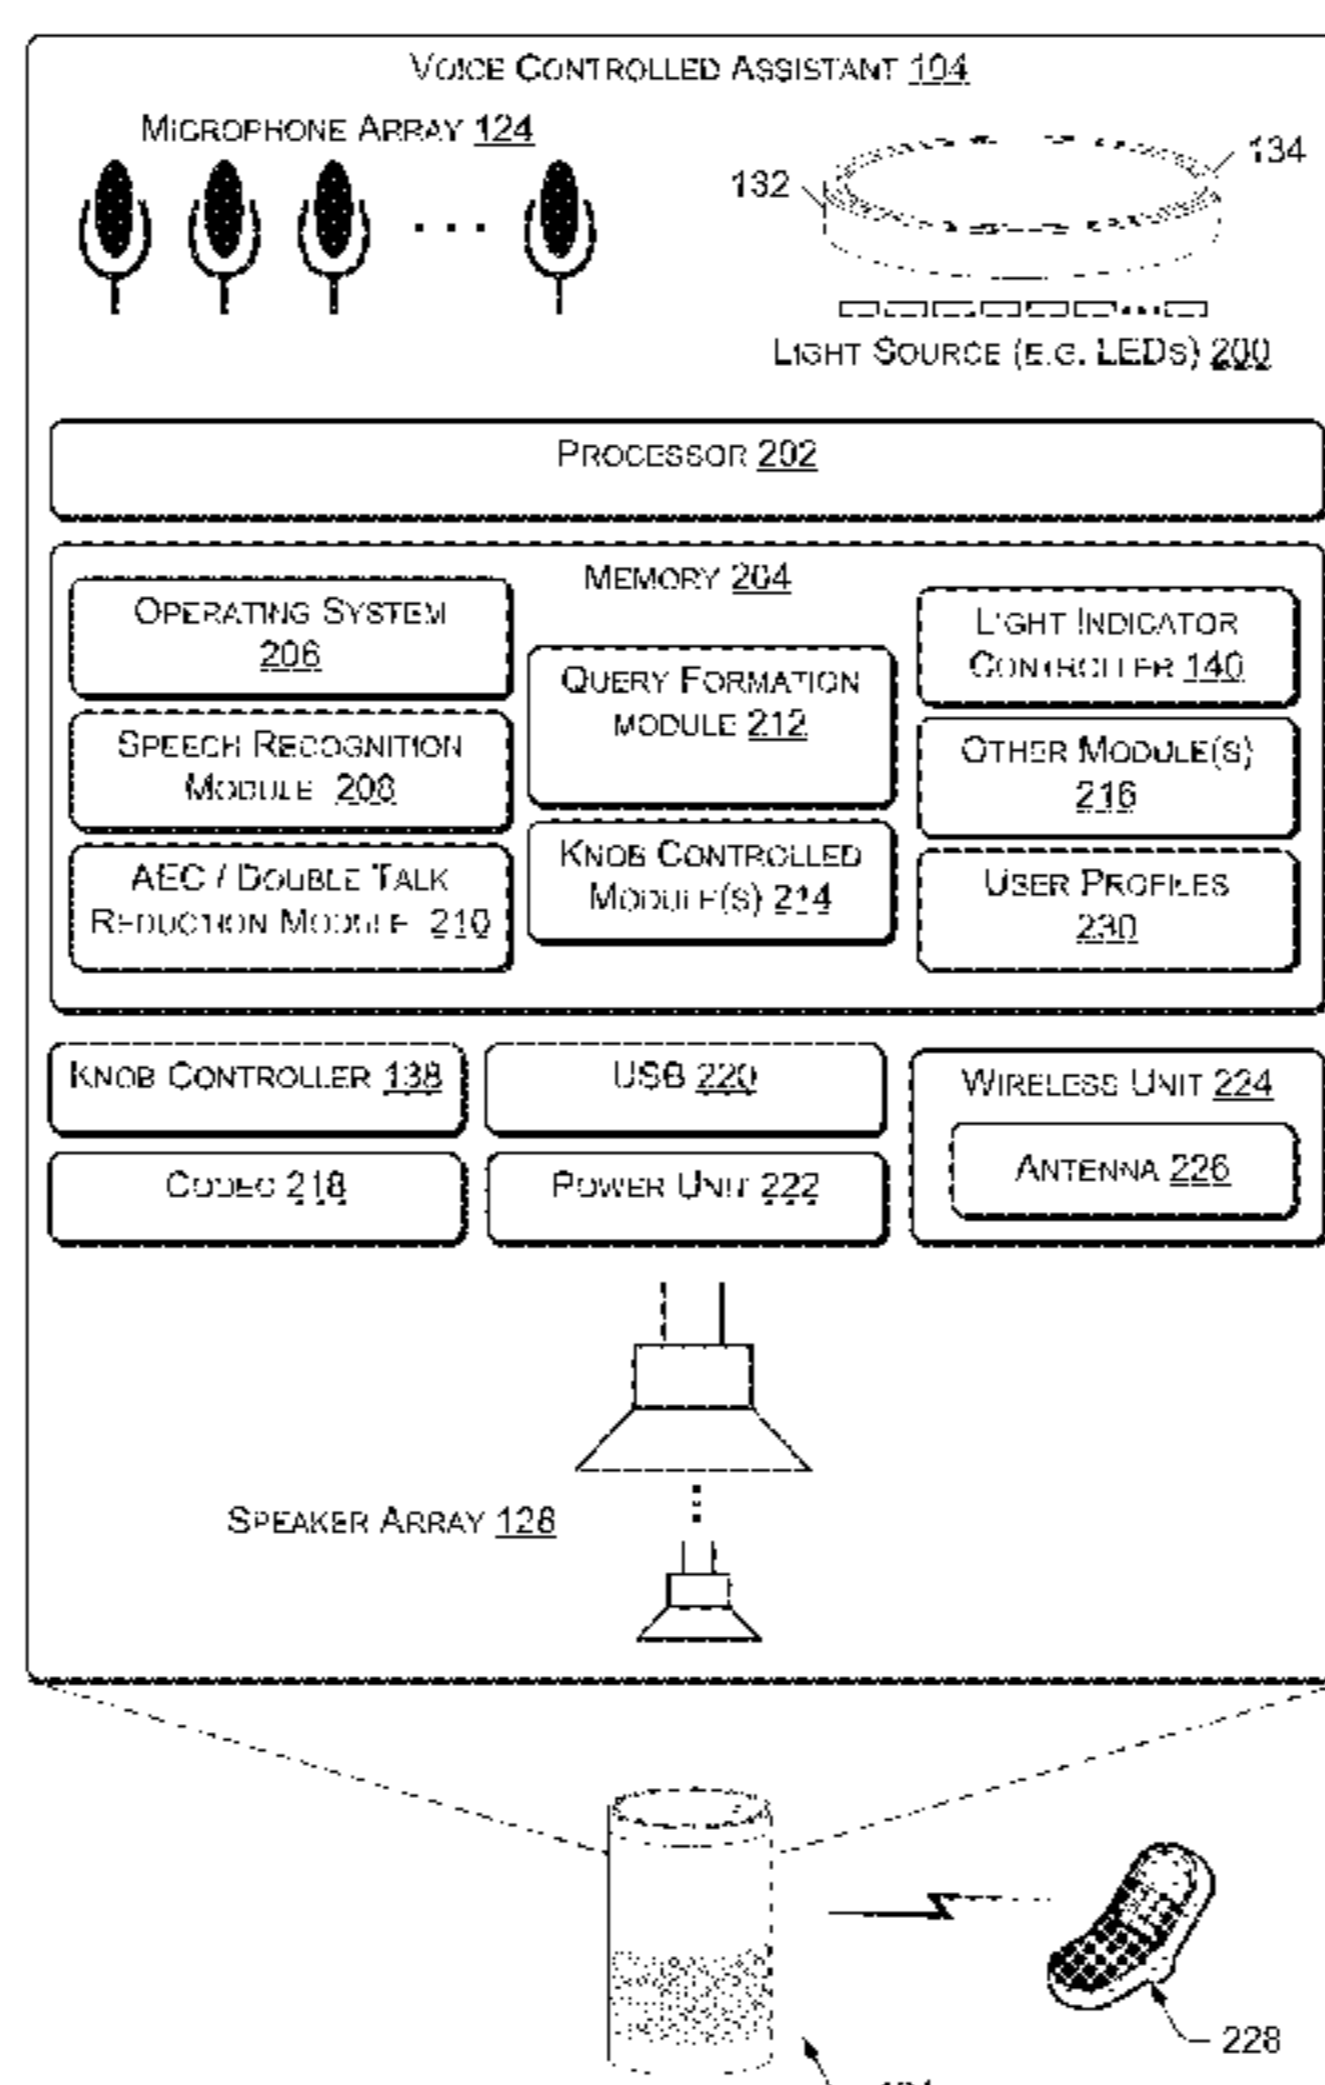 VOICE CONTROLLED ASSISTANT 104
MICROPHONE ARRAY 124
134
132
LIGHT SOURCE (E.G. LEDS) 200
PROCESSOR 202
MEMORY 204
OPERATING SYSTEM
206
SPEECH RECOGNITION
MODULE 208
AEC / DOUBLE TALK
REDUCTION MODULE 210
QUERY FORMATION
MODULE 212
KNOB CONTROLLED
MODULE(S) 214
LIGHT INDICATOR
CONTROLLER 140
OTHER MODULE(S)
216
USER PROFILES
230
KNOB CONTROLLER 138
USB 220
WIRELESS UNIT 224
CODEC 218
POWER UNIT 222
ANTENNA 226
SPEAKER ARRAY 126
228